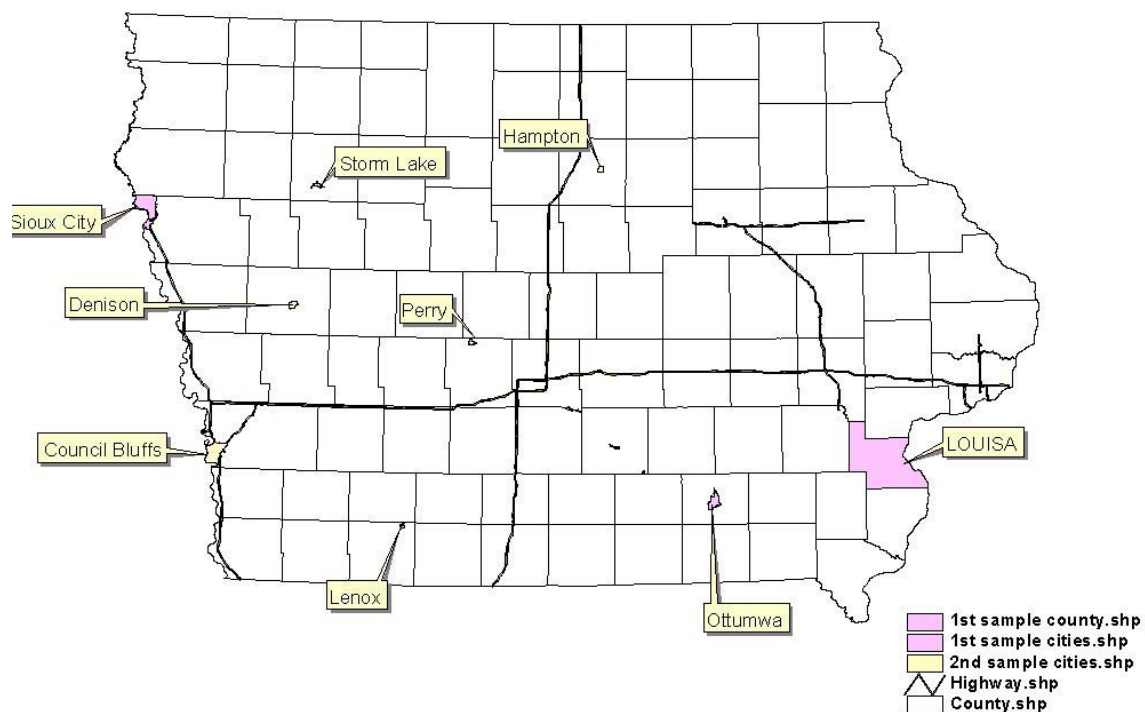 Hampton
Storm Lake
Sioux City
Denison
Perry
Council Bluffs
LOUISA
Lenox
Ottumwa
1st sample county.shp
1st sample cities.shp
2nd sample cities.shp
Highway.shp
County.shp